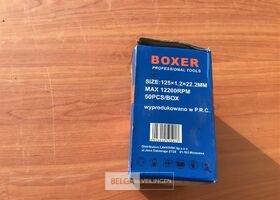 BOXER
PROFESSIONAL TOOLS
SIZE:125×1.2×22.2MM
MAX 12200RPM
50PCS/BOX
wyprodukowano w P.R.C.
BELGA VEILINGEN